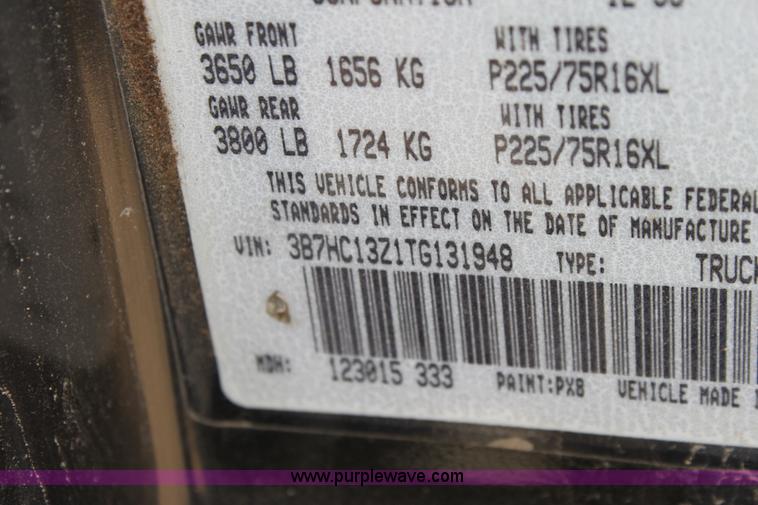 GAWR FRONT WITH TIRES
3650 LB 1656 KG P225/75R16XL
GAWR REAR WITH TIRES
3800 LB 1724 KG P225/75R16XL
THIS VEHICLE CONFORMS TO ALL APPLICABLE FEDERAL
STANDARDS IN EFFECT ON THE DATE OF MANUFACTURE
VIN: 3B7HC13Z1TG131948 TYPE: TRUCK
MDH: 123015 333 PAINT:PX8 VEHICLE MADE
www.purplewave.com